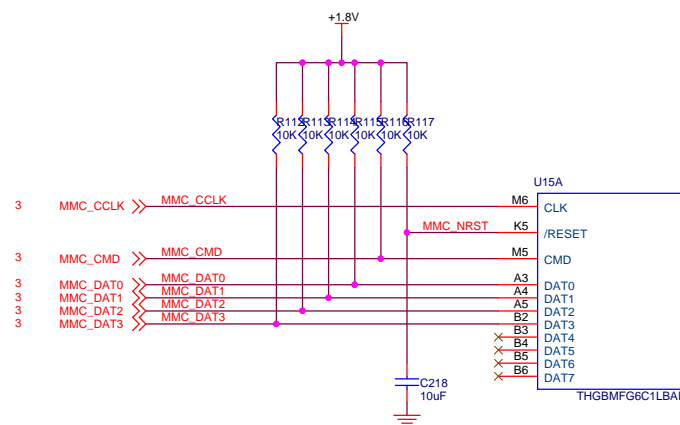 +1.8V
R112 R113 R114 R115 R116 R117
10K 10K 10K 10K 10K 10K
U15A
3 MMC_CCLK MMC_CCLK M6 CLK
MMC_NRST K5 /RESET
3 MMC_CMD MMC_CMD M5 CMD
3 MMC_DAT0 MMC_DAT0 A3 DAT0
3 MMC_DAT1 MMC_DAT1 A4 DAT1
3 MMC_DAT2 MMC_DAT2 A5 DAT2
3 MMC_DAT3 MMC_DAT3 B2 DAT3
B3 DAT4
B4 DAT5
B5 DAT6
B6 DAT7
C218
10uF
THGBMFG6C1LBAI